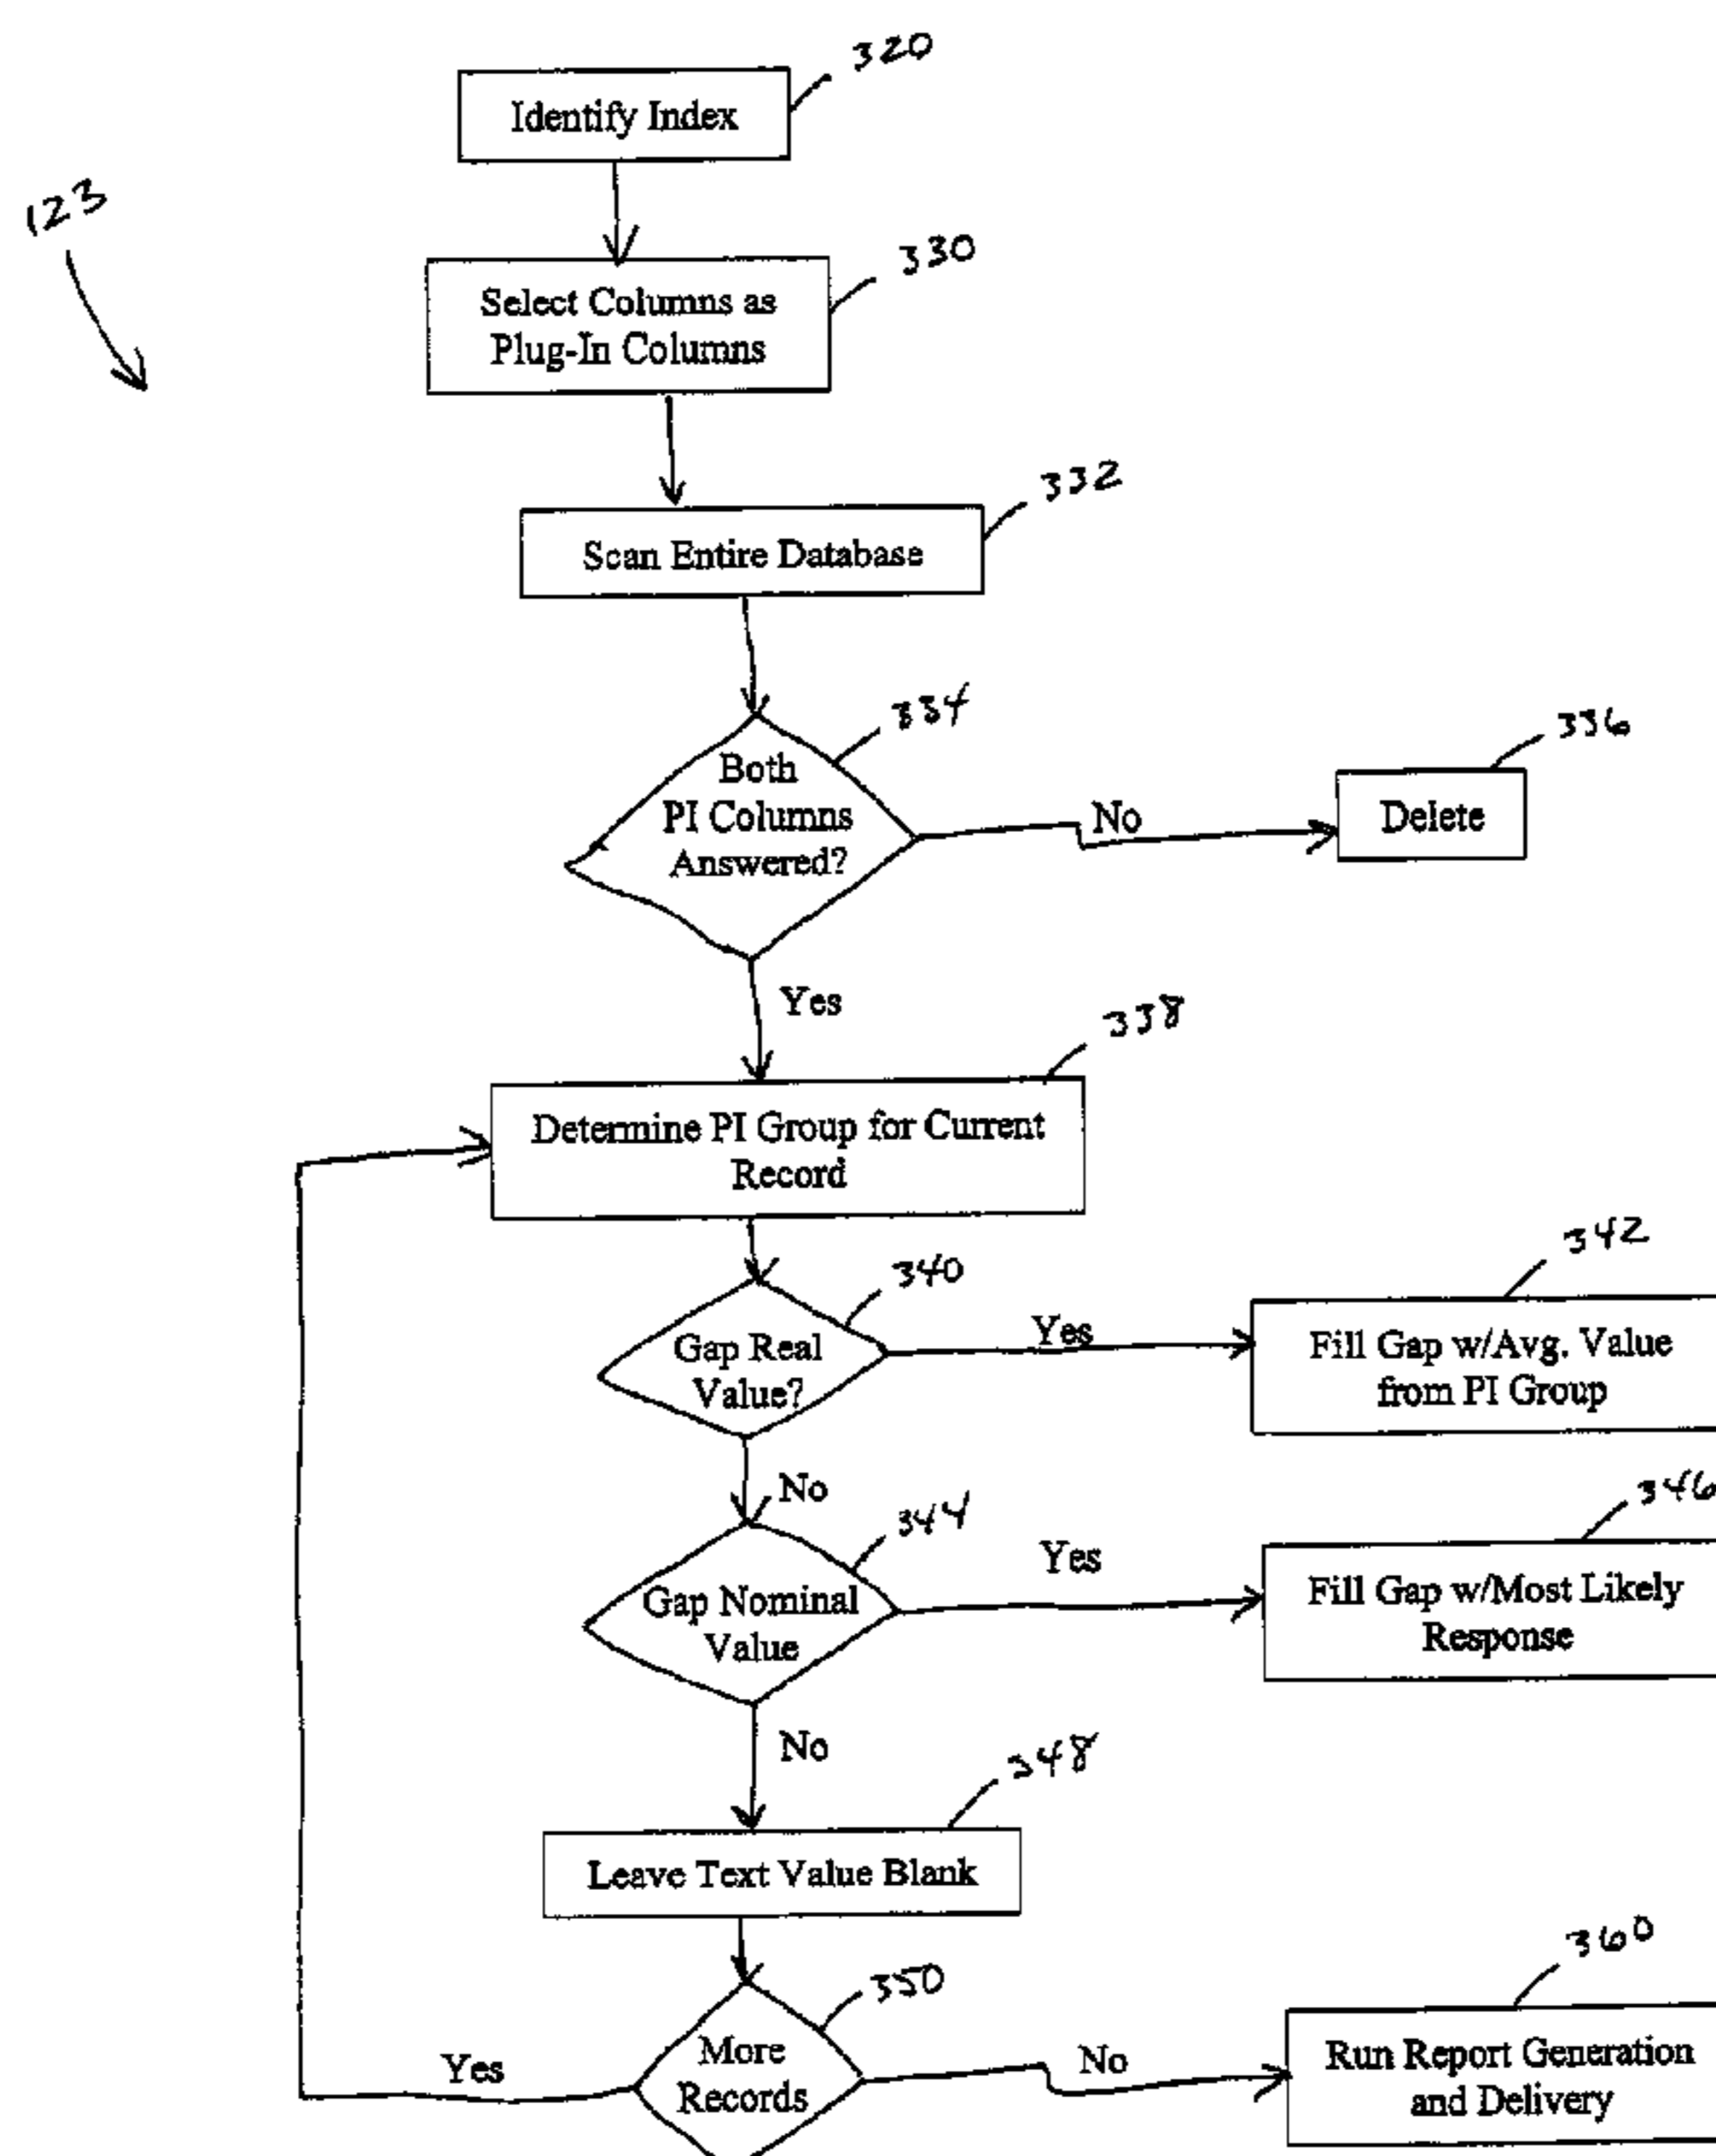 320
Identify Index
123
330
Select Columns as
Plug-In Columns
332
Scan Entire Database
334
Both
PI Columns
Answered?
No
336
Delete
Yes
338
Determine PI Group for Current
Record
340
Gap Real
Value?
Yes
342
Fill Gap w/Avg. Value
from PI Group
No
344
Gap Nominal
Value
Yes
346
Fill Gap w/Most Likely
Response
No
348
Leave Text Value Blank
350
More
Records
Yes
No
360
Run Report Generation
and Delivery